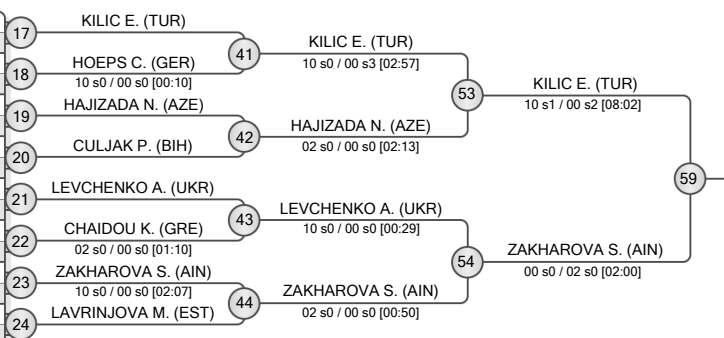 17
KILIC E. (TUR)
18
HOEPS C. (GER)
10 s0 / 00 s0 [00:10]
41
KILIC E. (TUR)
10 s0 / 00 s3 [02:57]
19
HAJIZADA N. (AZE)
20
CULJAK P. (BIH)
42
HAJIZADA N. (AZE)
02 s0 / 00 s0 [02:13]
53
KILIC E. (TUR)
10 s1 / 00 s2 [08:02]
21
LEVCHENKO A. (UKR)
22
CHAIDOU K. (GRE)
02 s0 / 00 s0 [01:10]
43
LEVCHENKO A. (UKR)
10 s0 / 00 s0 [00:29]
23
ZAKHAROVA S. (AIN)
10 s0 / 00 s0 [02:07]
24
LAVRINJOVA M. (EST)
44
ZAKHAROVA S. (AIN)
02 s0 / 00 s0 [00:50]
54
ZAKHAROVA S. (AIN)
00 s0 / 02 s0 [02:00]
59